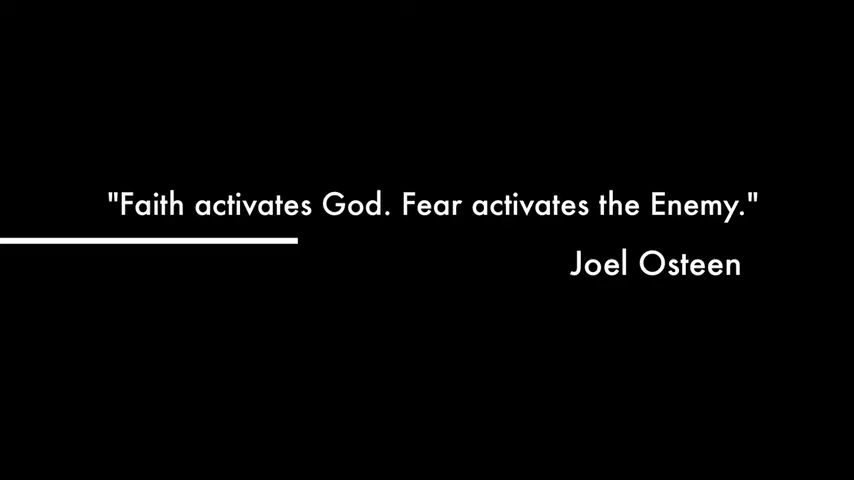 "Faith activates God. Fear activates the Enemy."
Joel Osteen